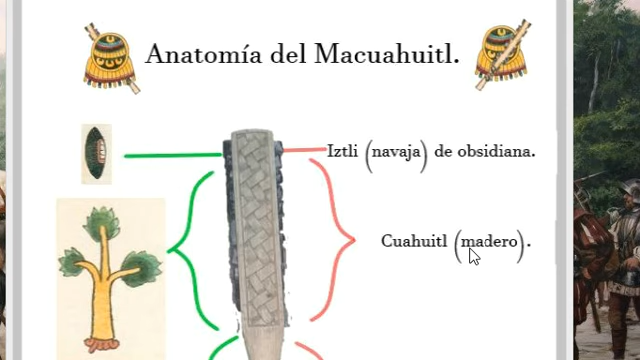 Anatomía del Macuahuitl.
Iztli (navaja) de obsidiana.
Cuahuitl (madero).